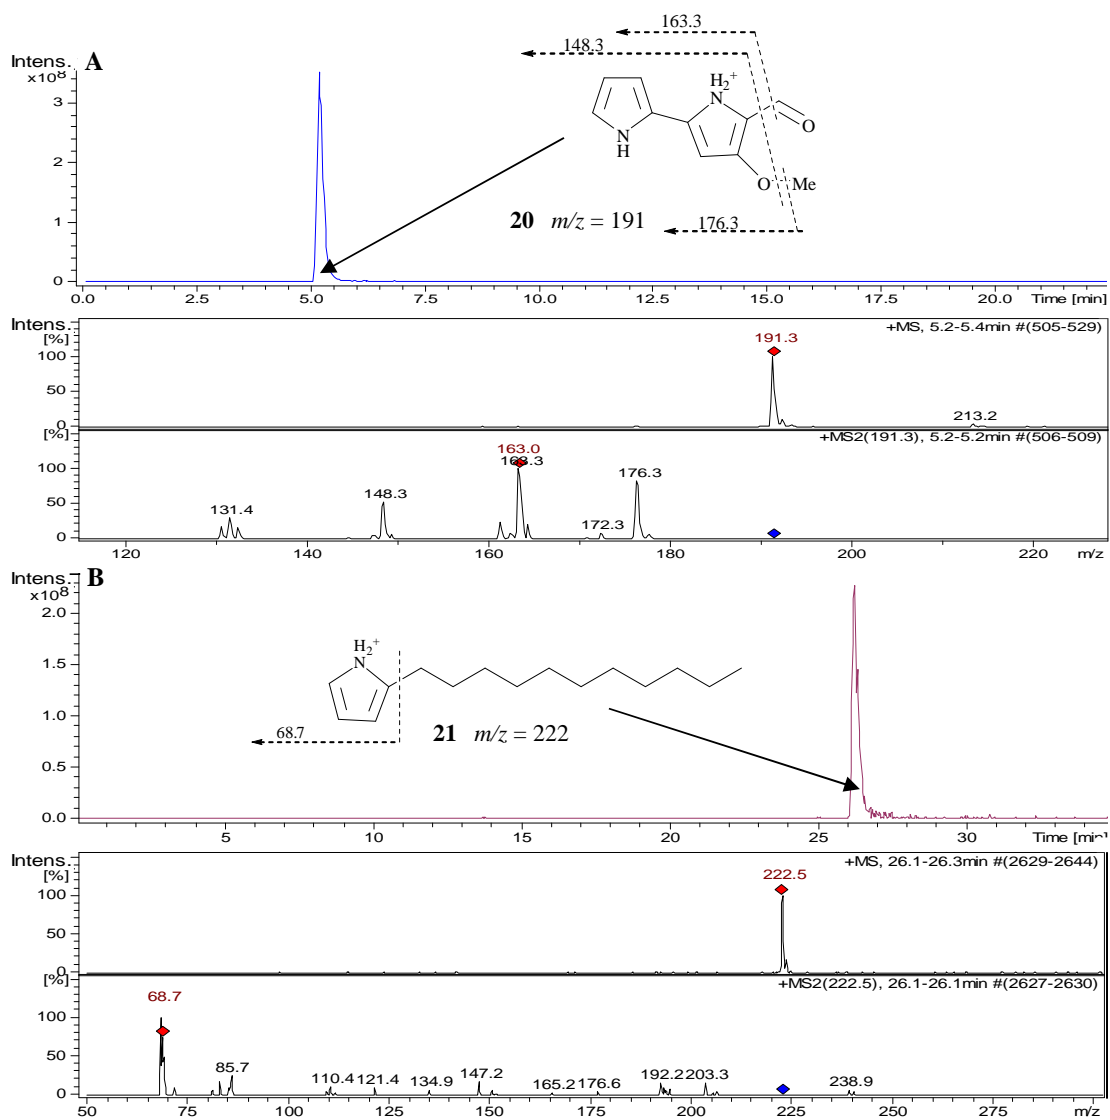 Intens.
x10⁸
A
163.3
148.3
H₂⁺
N
N
H
O
O
Me
20 m/z = 191
176.3
3
2
1
0
0.0 2.5 5.0 7.5 10.0 12.5 15.0 17.5 20.0 Time [min]
Intens.
[%]
+MS, 5.2-5.4min #(505-529)
191.3
213.2
100
50
0
[%]
+MS2(191.3), 5.2-5.2min #(506-509)
163.0
163.3
176.3
148.3
131.4
172.3
100
50
0
120 140 160 180 200 220 m/z
Intens.
x10⁸
B
H₂⁺
N
68.7
21 m/z = 222
2.0
1.5
1.0
0.5
0.0
5 10 15 20 25 30 Time [min]
Intens.
[%]
+MS, 26.1-26.3min #(2629-2644)
222.5
100
50
0
[%]
+MS2(222.5), 26.1-26.1min #(2627-2630)
68.7
85.7 110.4 121.4 134.9 147.2 165.2 176.6 192.2 203.3 238.9
100
50
0
50 75 100 125 150 175 200 225 250 275 m/z